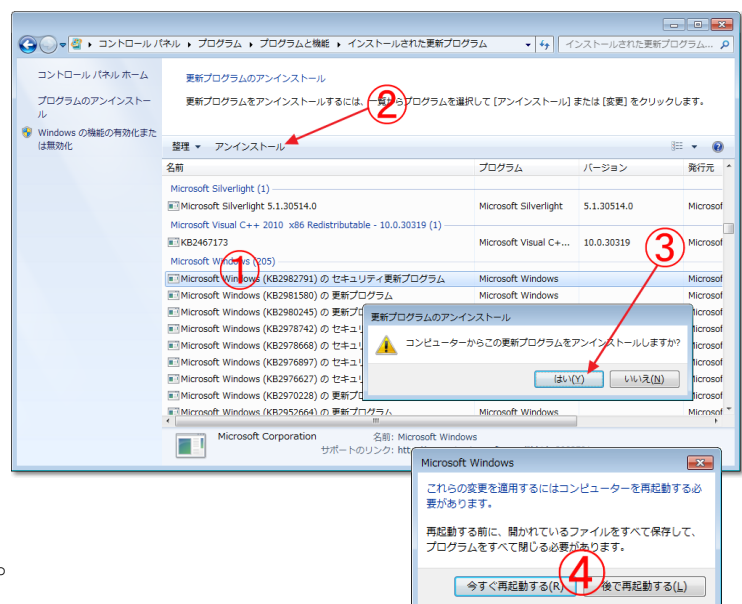 コントロール パネル ▸ プログラム ▸ プログラムと機能 ▸ インストールされた更新プログラム
インストールされた更新プログラム...
コントロール パネル ホーム
プログラムのアンインストー
ル
Windows の機能の有効化また
は無効化
更新プログラムのアンインストール
更新プログラムをアンインストールするには、一覧からプログラムを選択して [アンインストール] または [変更] をクリックします。
②
整理 ▼ アンインストール
名前 プログラム バージョン 発行元
Microsoft Silverlight (1)
Microsoft Silverlight 5.1.30514.0 Microsoft Silverlight 5.1.30514.0 Microsof
Microsoft Visual C++ 2010 x86 Redistributable - 10.0.30319 (1)
KB2467173 Microsoft Visual C+... 10.0.30319 Microsof
③
Microsoft Windows (205)
①
Microsoft Windows (KB2982791) の セキュリティ更新プログラム Microsoft Windows Microsof
Microsoft Windows (KB2981580) の 更新プログラム Microsoft Windows Microsof
Microsoft Windows (KB2980245) の 更新プ
Microsoft Windows (KB2978742) の セキュリ
Microsoft Windows (KB2978668) の セキュリ
Microsoft Windows (KB2976897) の セキュリ
Microsoft Windows (KB2976627) の セキュリ
Microsoft Windows (KB2970228) の 更新プロ
Microsoft Windows (KB2952664) の 更新プログラム Microsoft Windows Microsof
更新プログラムのアンインストール
コンピューターからこの更新プログラムをアンインストールしますか?
はい(Y) いいえ(N)
Microsoft Corporation 名前: Microsoft Windows
サポートのリンク: htt
Microsoft Windows
これらの変更を適用するにはコンピューターを再起動する必
要があります。
再起動する前に、開かれているファイルをすべて保存して、
プログラムをすべて閉じる必要があります。
④
今すぐ再起動する(R) 後で再起動する(L)
。